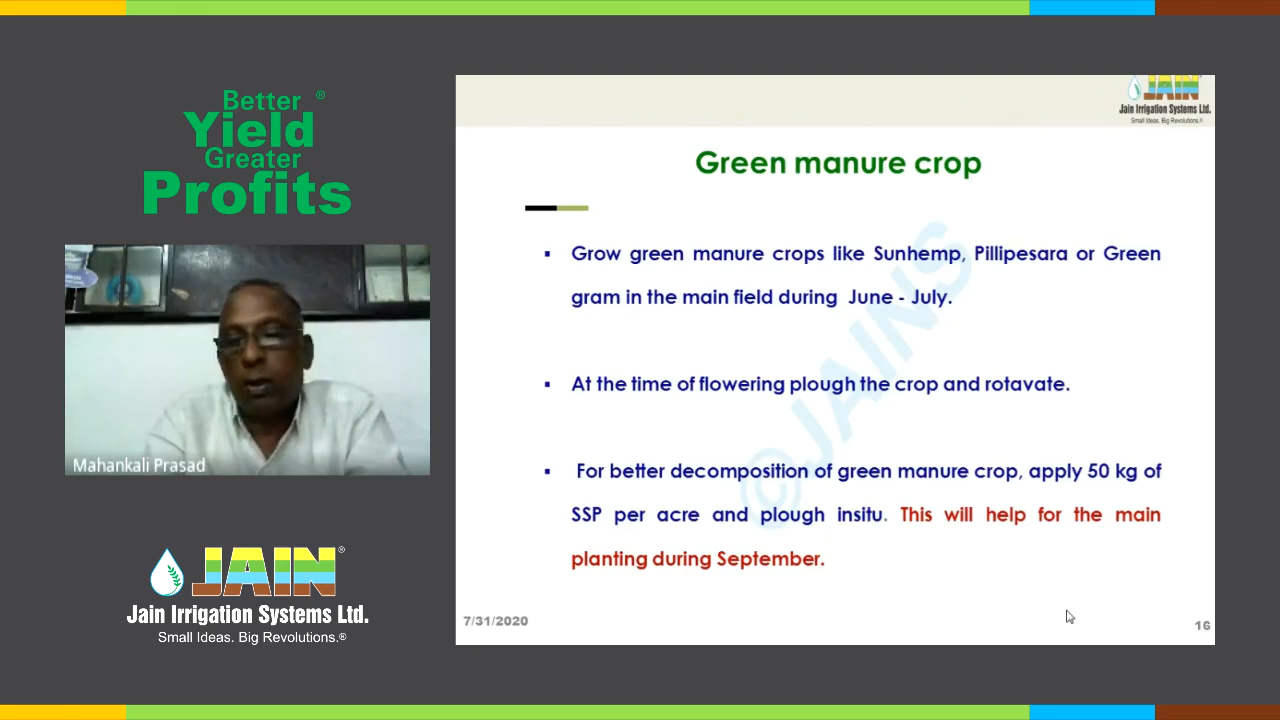 Better ®
Yield
Greater
Profits
Mahankali Prasad
JAIN®
Jain Irrigation Systems Ltd.
Small Ideas. Big Revolutions.®
JAIN
Jain Irrigation Systems Ltd.
Small Ideas. Big Revolutions.®
Green manure crop
▪ Grow green manure crops like Sunhemp, Pillipesara or Green
gram in the main field during June - July.
▪ At the time of flowering plough the crop and rotavate.
▪ For better decomposition of green manure crop, apply 50 kg of
SSP per acre and plough insitu. This will help for the main
planting during September.
©JAINS
7/31/2020
16